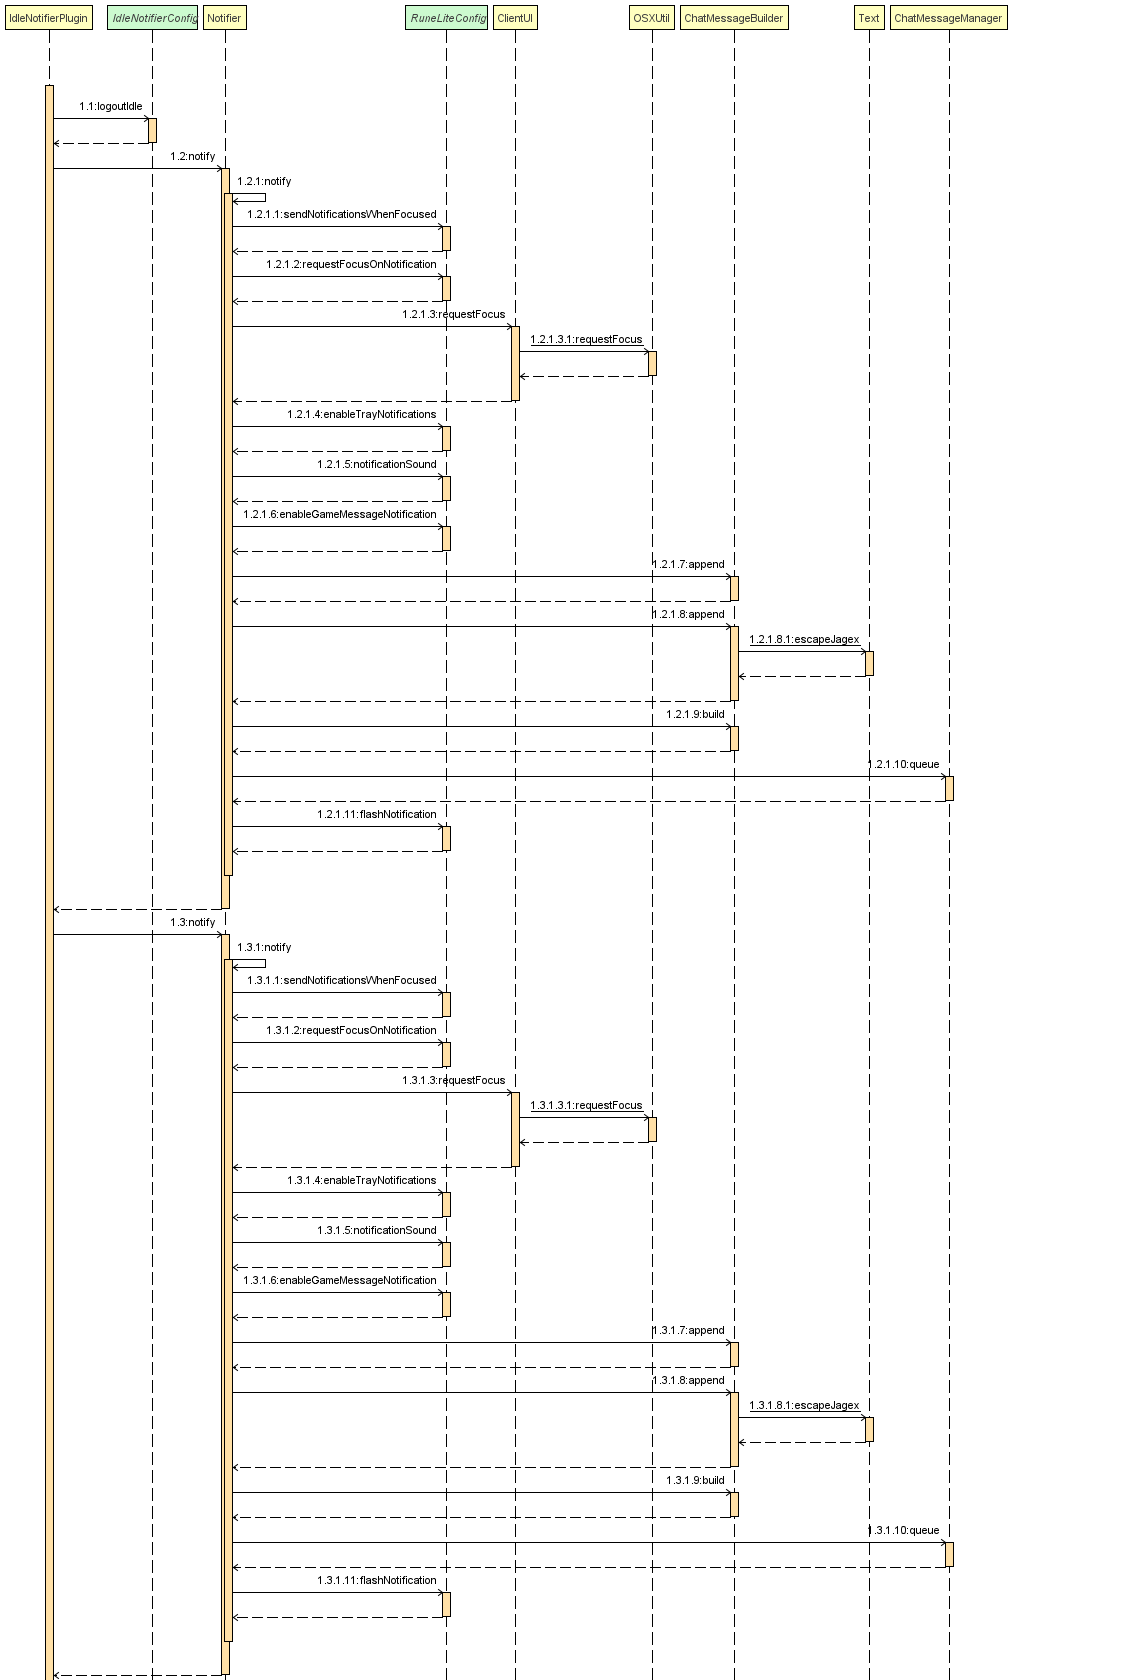 IdleNotifierPlugin
IdleNotifierConfig
Notifier
RuneLiteConfig
ClientUI
OSXUtil
ChatMessageBuilder
Text
ChatMessageManager
1.1:logoutIdle
1.2:notify
1.2.1:notify
1.2.1.1:sendNotificationsWhenFocused
1.2.1.2:requestFocusOnNotification
1.2.1.3:requestFocus
1.2.1.3.1:requestFocus
1.2.1.4:enableTrayNotifications
1.2.1.5:notificationSound
1.2.1.6:enableGameMessageNotification
1.2.1.7:append
1.2.1.8:append
1.2.1.8.1:escapeJagex
1.2.1.9:build
1.2.1.10:queue
1.2.1.11:flashNotification
1.3:notify
1.3.1:notify
1.3.1.1:sendNotificationsWhenFocused
1.3.1.2:requestFocusOnNotification
1.3.1.3:requestFocus
1.3.1.3.1:requestFocus
1.3.1.4:enableTrayNotifications
1.3.1.5:notificationSound
1.3.1.6:enableGameMessageNotification
1.3.1.7:append
1.3.1.8:append
1.3.1.8.1:escapeJagex
1.3.1.9:build
1.3.1.10:queue
1.3.1.11:flashNotification